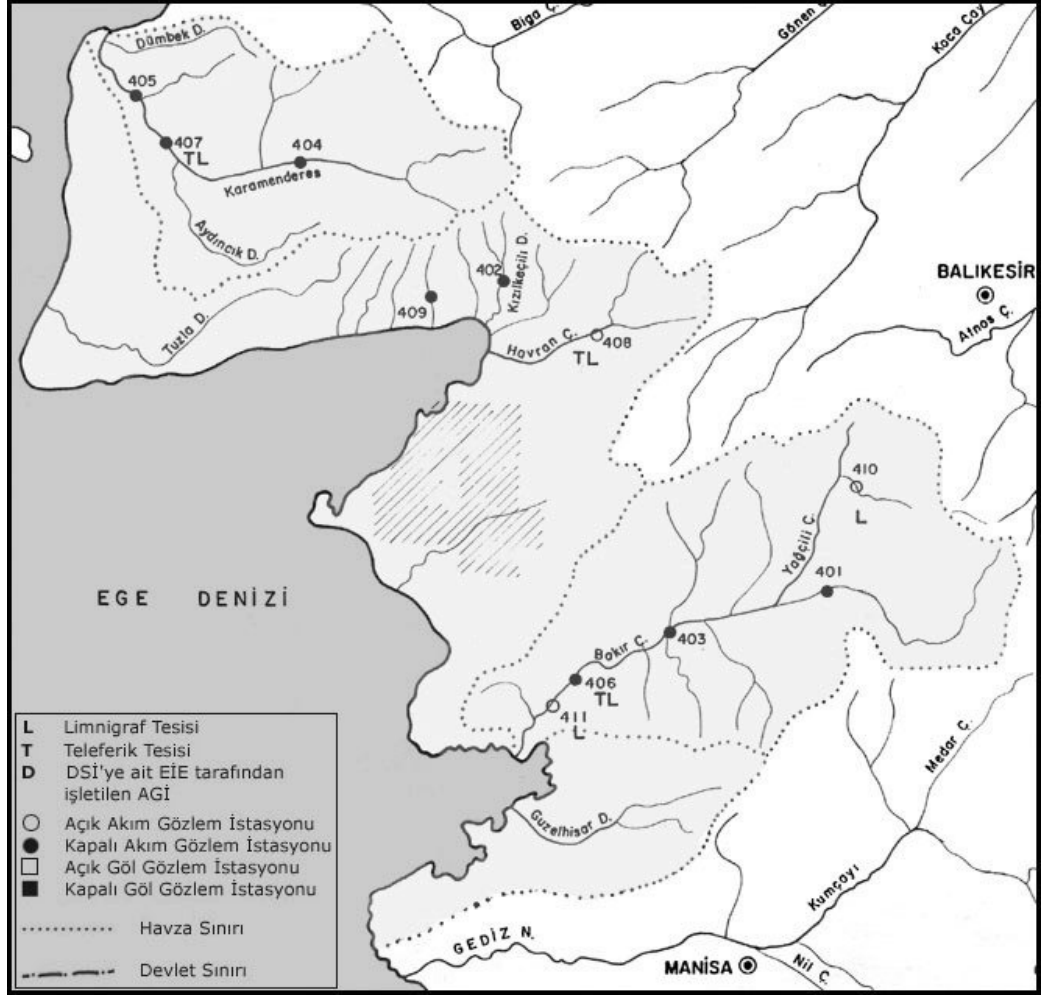 Biga Ç.
Gönen Ç.
Koca Çay
Dümbek D.
405
407
TL
404
Karamenderes
Aydıncık D.
402
Kızılkeçili D.
409
Tuzla D.
Havran Ç.
408
TL
BALIKESİR
Atnos Ç.
410
L
Yağcili Ç.
401
EGE DENİZİ
403
Bakır Ç.
406
TL
411
L
Medar Ç.
Guzelhisar D.
Kumçayı
GEDİZ N.
MANİSA
Nil Ç.
L Limnigraf Tesisi
T Teleferik Tesisi
D DSİ'ye ait EİE tarafından
işletilen AGİ
Açık Akım Gözlem İstasyonu
Kapalı Akım Gözlem İstasyonu
Açık Göl Gözlem İstasyonu
Kapalı Göl Gözlem İstasyonu
Havza Sınırı
Devlet Sınırı